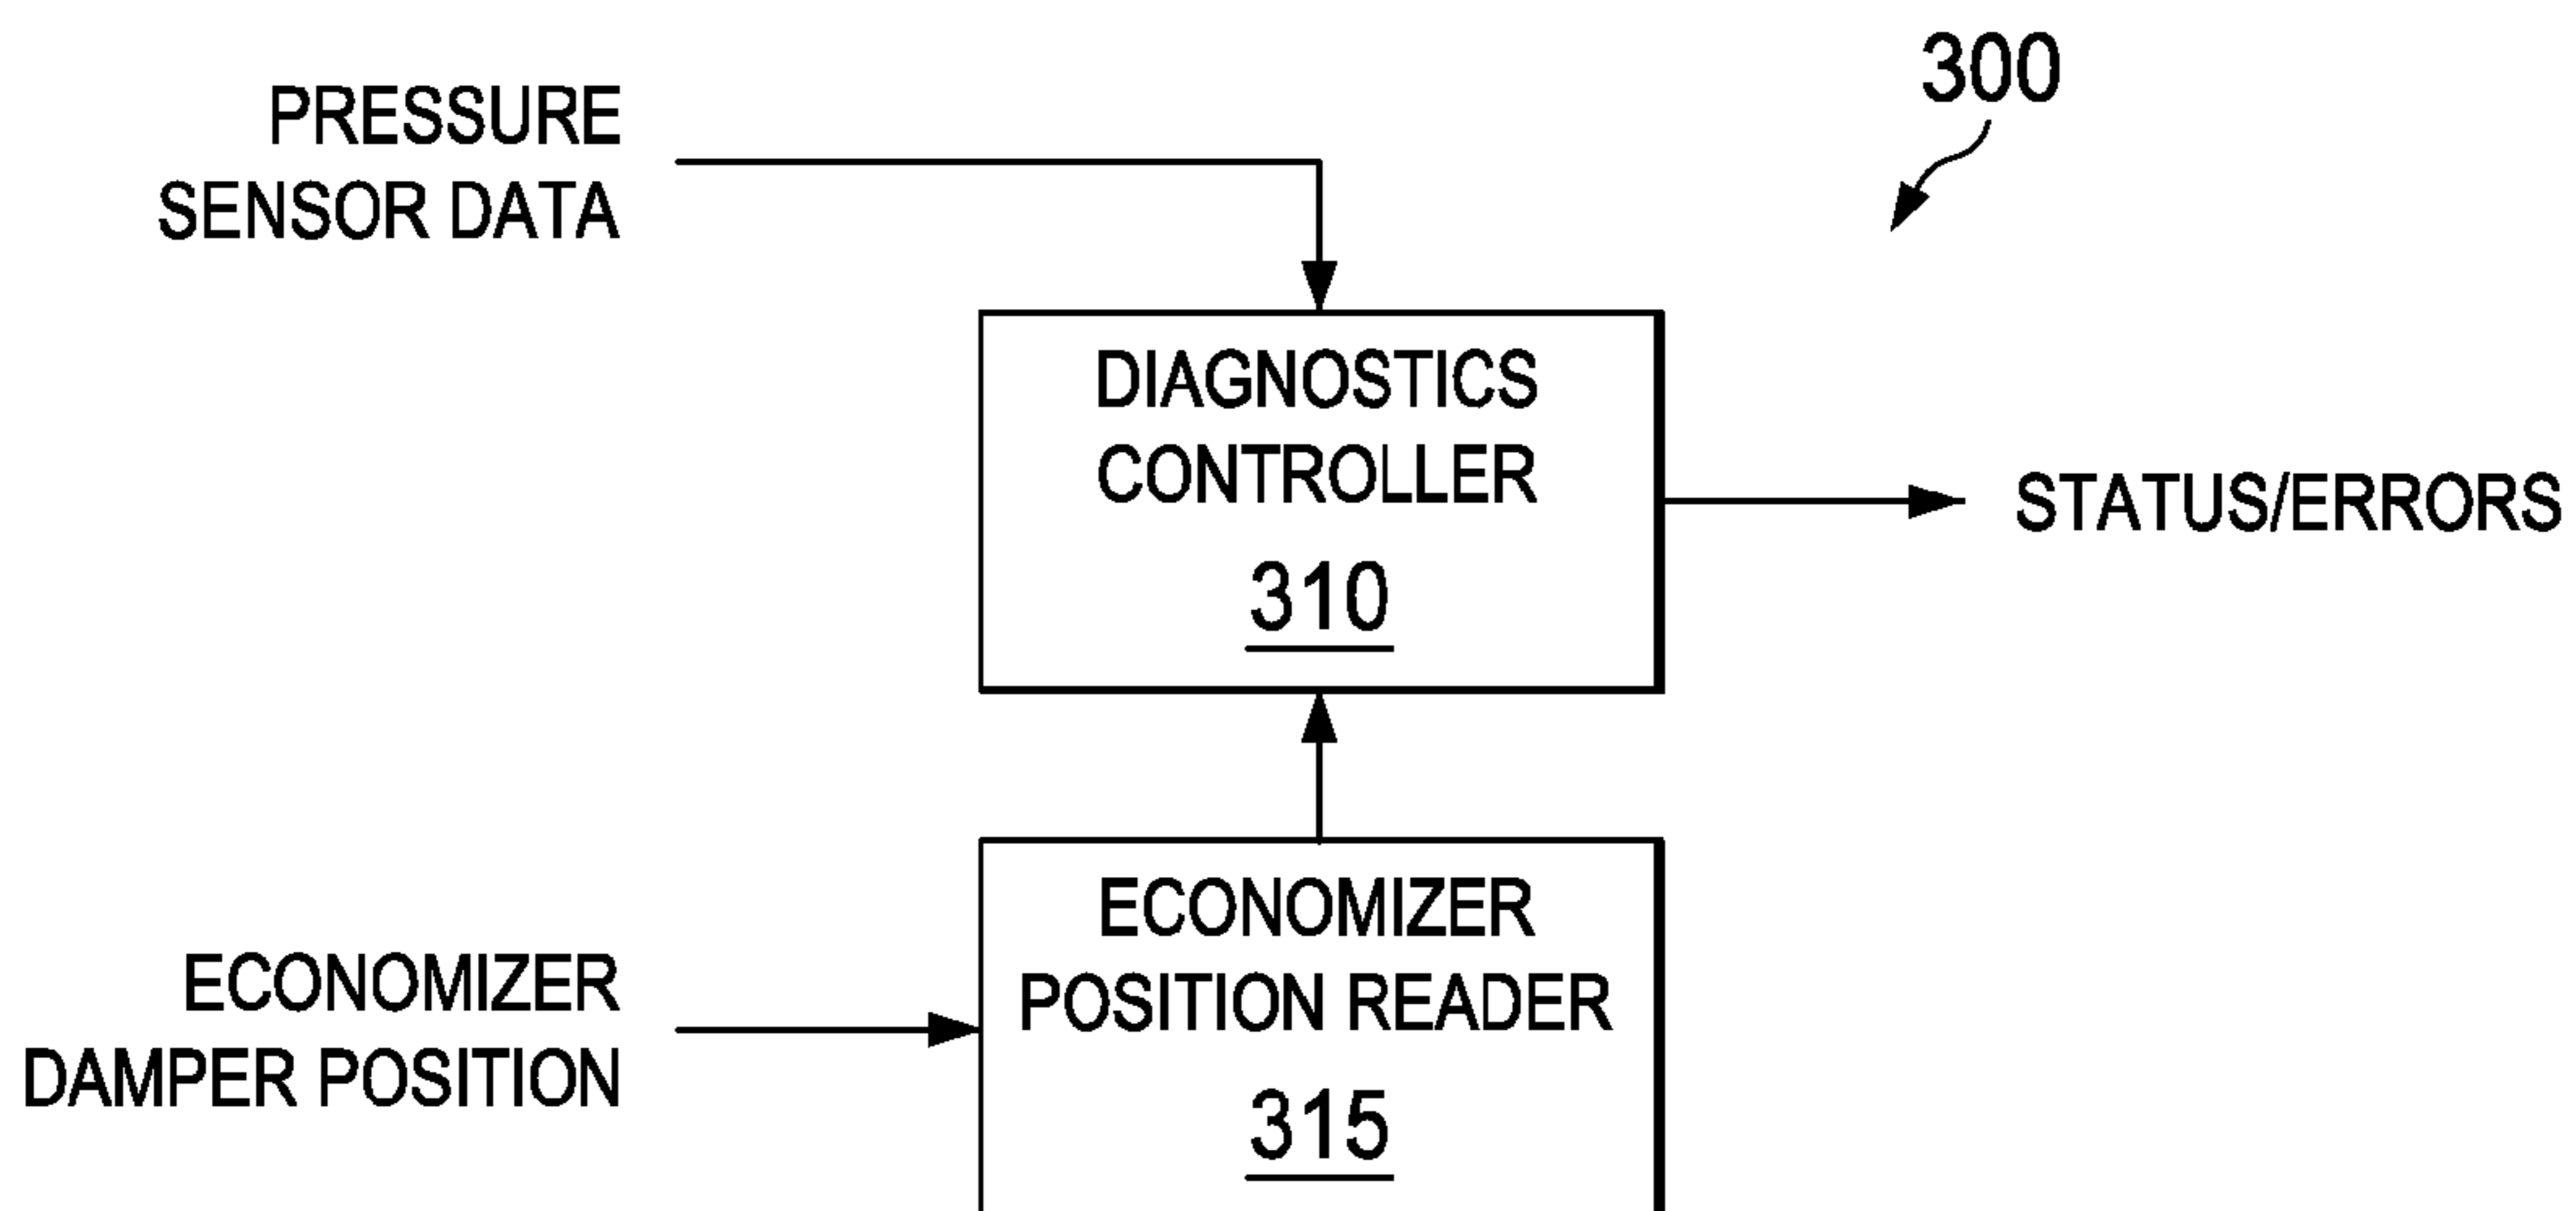 300
PRESSURE
SENSOR DATA
DIAGNOSTICS
CONTROLLER
310
STATUS/ERRORS
ECONOMIZER
POSITION READER
315
ECONOMIZER
DAMPER POSITION